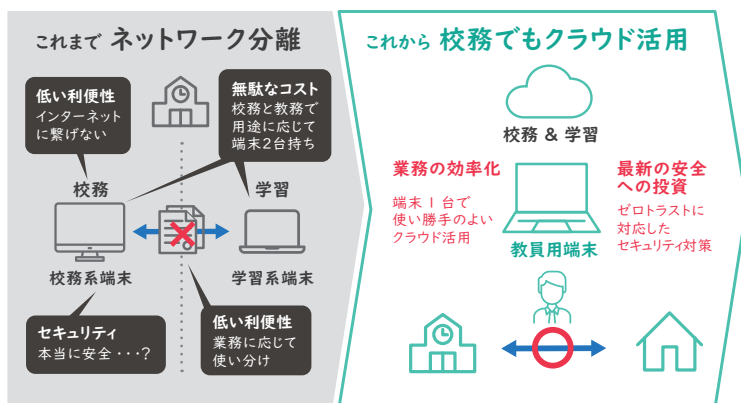 これまで ネットワーク分離
低い利便性
インターネット
に繋げない
無駄なコスト
校務と教務で
用途に応じて
端末2台持ち
校務
学習
校務系端末
学習系端末
セキュリティ
本当に安全・・・?
低い利便性
業務に応じて
使い分け
これから 校務でもクラウド活用
校務 & 学習
業務の効率化
端末1台で
使い勝手のよい
クラウド活用
最新の安全
への投資
ゼロトラストに
対応した
セキュリティ対策
教員用端末